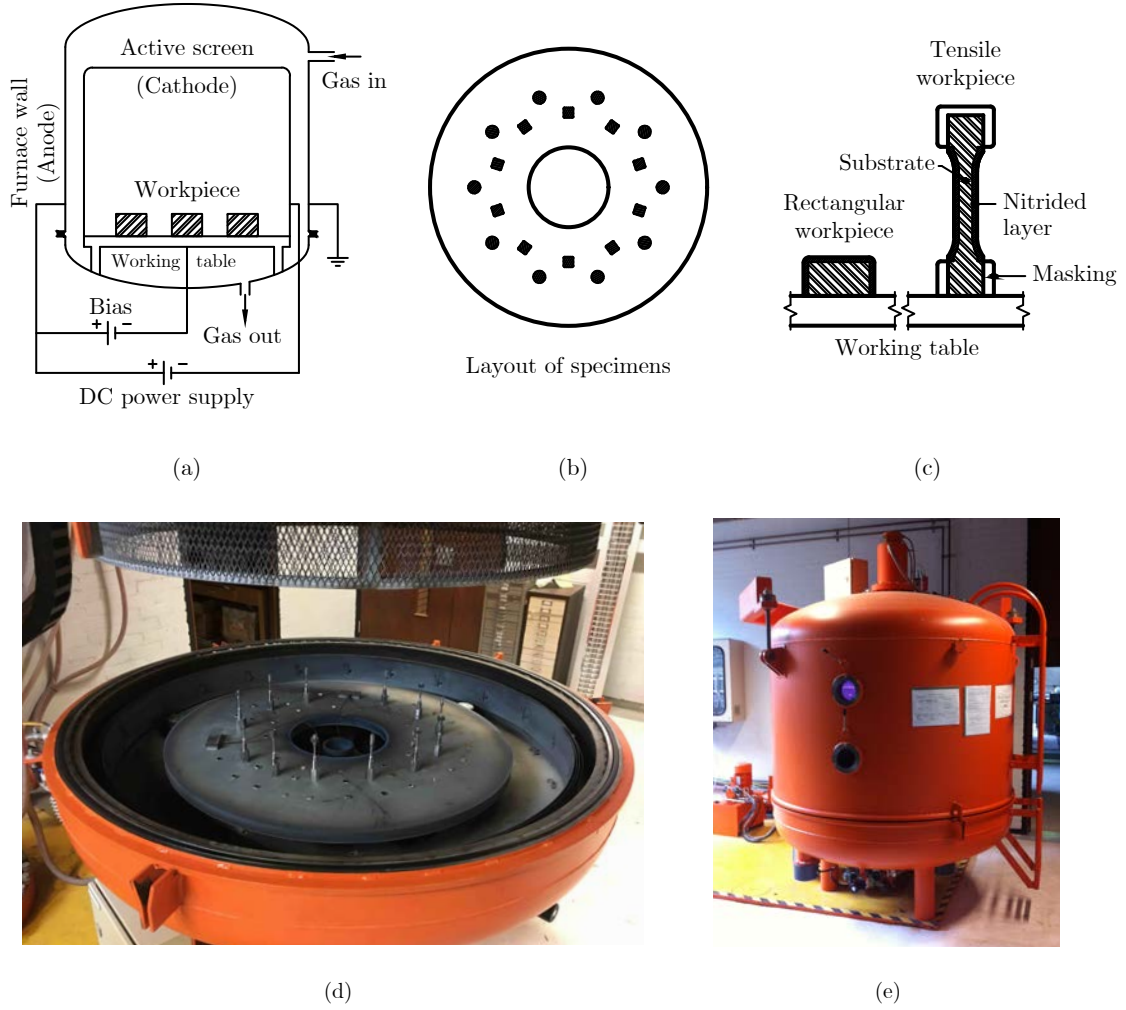 Active screen
(Cathode)
Gas in
Furnace wall
(Anode)
Workpiece
Working table
Bias
+ −
Gas out
+ −
DC power supply
(a)
Layout of specimens
(b)
Tensile
workpiece
Substrate
Rectangular
workpiece
Nitrided
layer
Masking
Working table
(c)
(d)
(e)